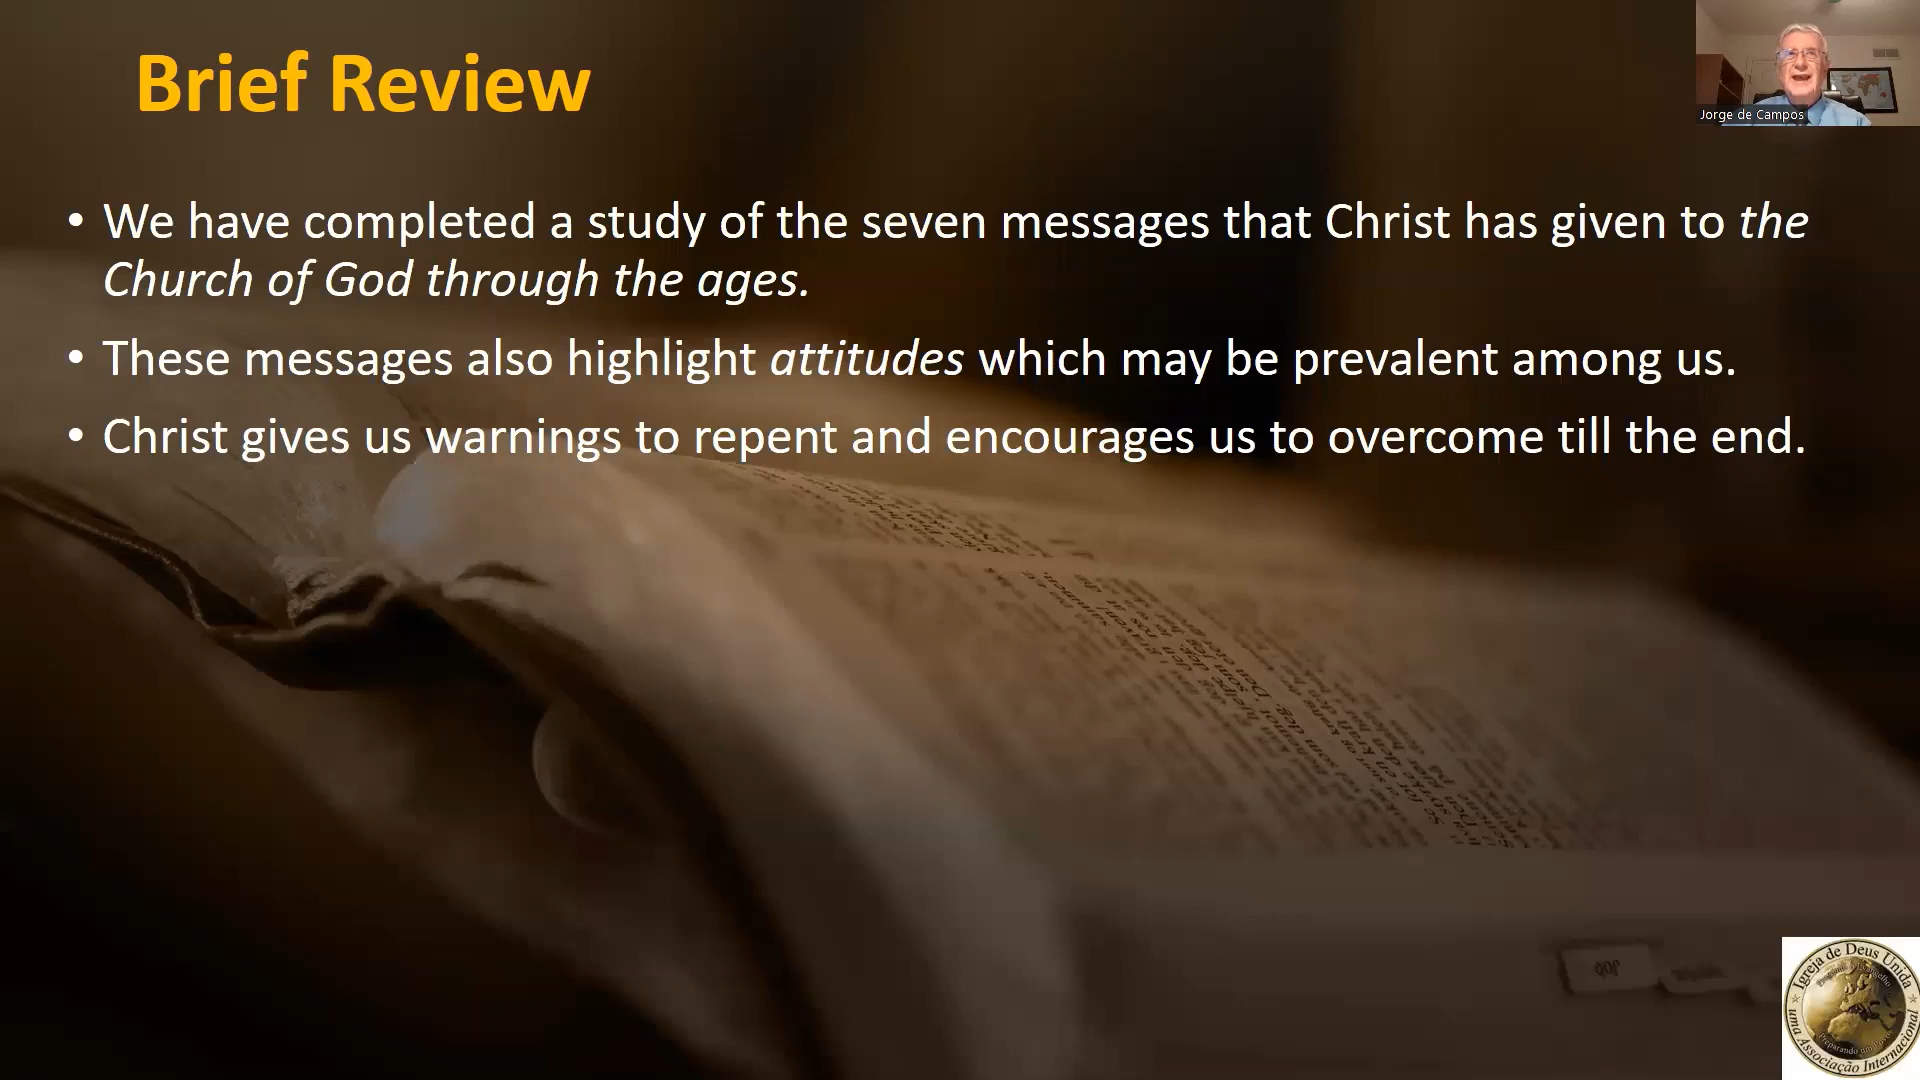 Brief Review
Jorge de Campos
• We have completed a study of the seven messages that Christ has given to the
Church of God through the ages.
• These messages also highlight attitudes which may be prevalent among us.
• Christ gives us warnings to repent and encourages us to overcome till the end.
Job
Igreja de Deus Unida
uma Associação Internacional